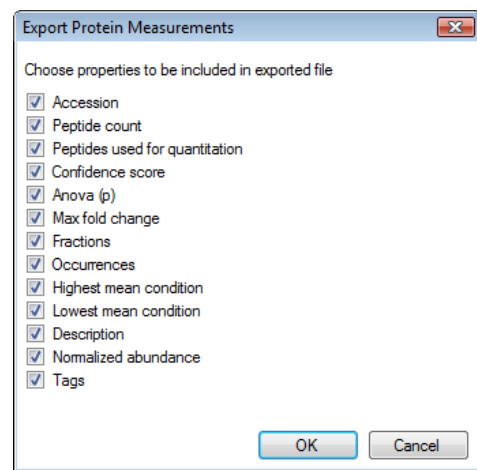 Export Protein Measurements
Choose properties to be included in exported file
Accession
Peptide count
Peptides used for quantitation
Confidence score
Anova (p)
Max fold change
Fractions
Occurrences
Highest mean condition
Lowest mean condition
Description
Normalized abundance
Tags
OK Cancel